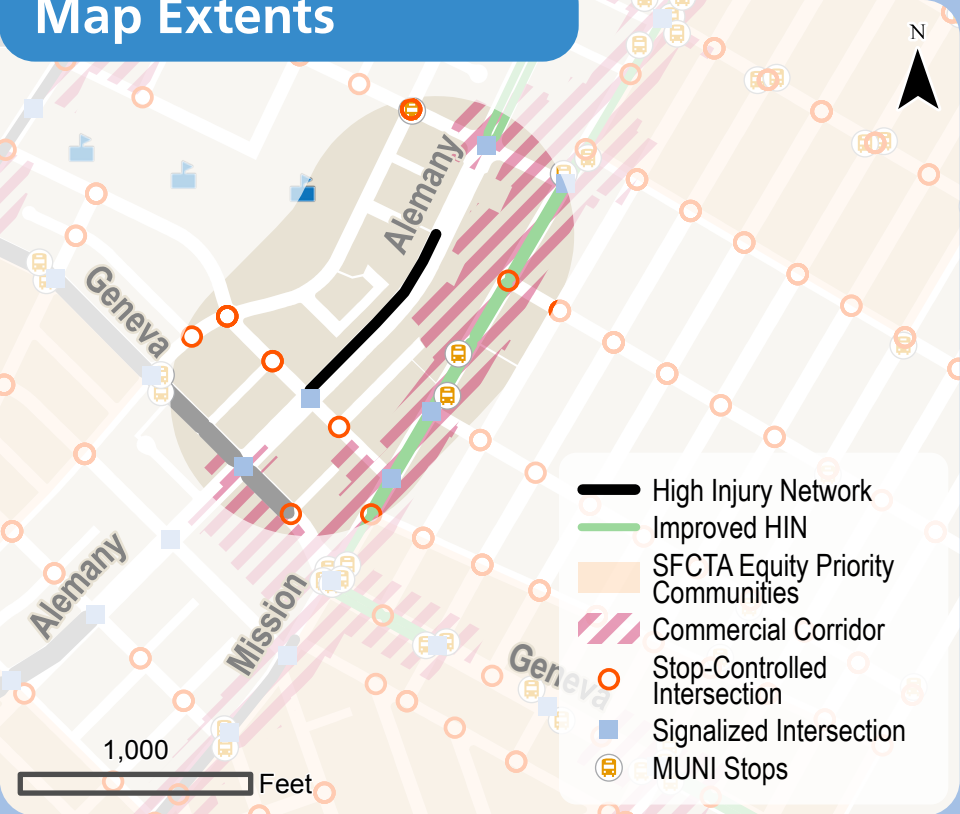 Map Extents
N
Alemany
Geneva
Alemany
Mission
Geneva
High Injury Network
Improved HIN
SFCTA Equity Priority
Communities
Commercial Corridor
Stop-Controlled
Intersection
Signalized Intersection
MUNI Stops
1,000
Feet